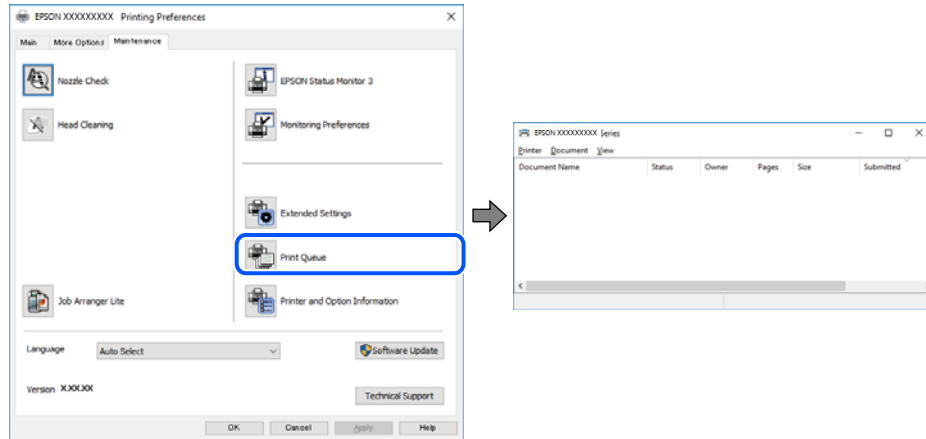 EPSON XXXXXXXXX Printing Preferences
Main More Options Maintenance
Nozzle Check
EPSON Status Monitor 3
Head Cleaning
Monitoring Preferences
Extended Settings
Print Queue
Job Arranger Lite
Printer and Option Information
Language Auto Select
Software Update
Version X.XX.XX
Technical Support
OK Cancel Apply Help
EPSON XXXXXXXXX Series
Printer Document View
Document Name Status Owner Pages Size Submitted